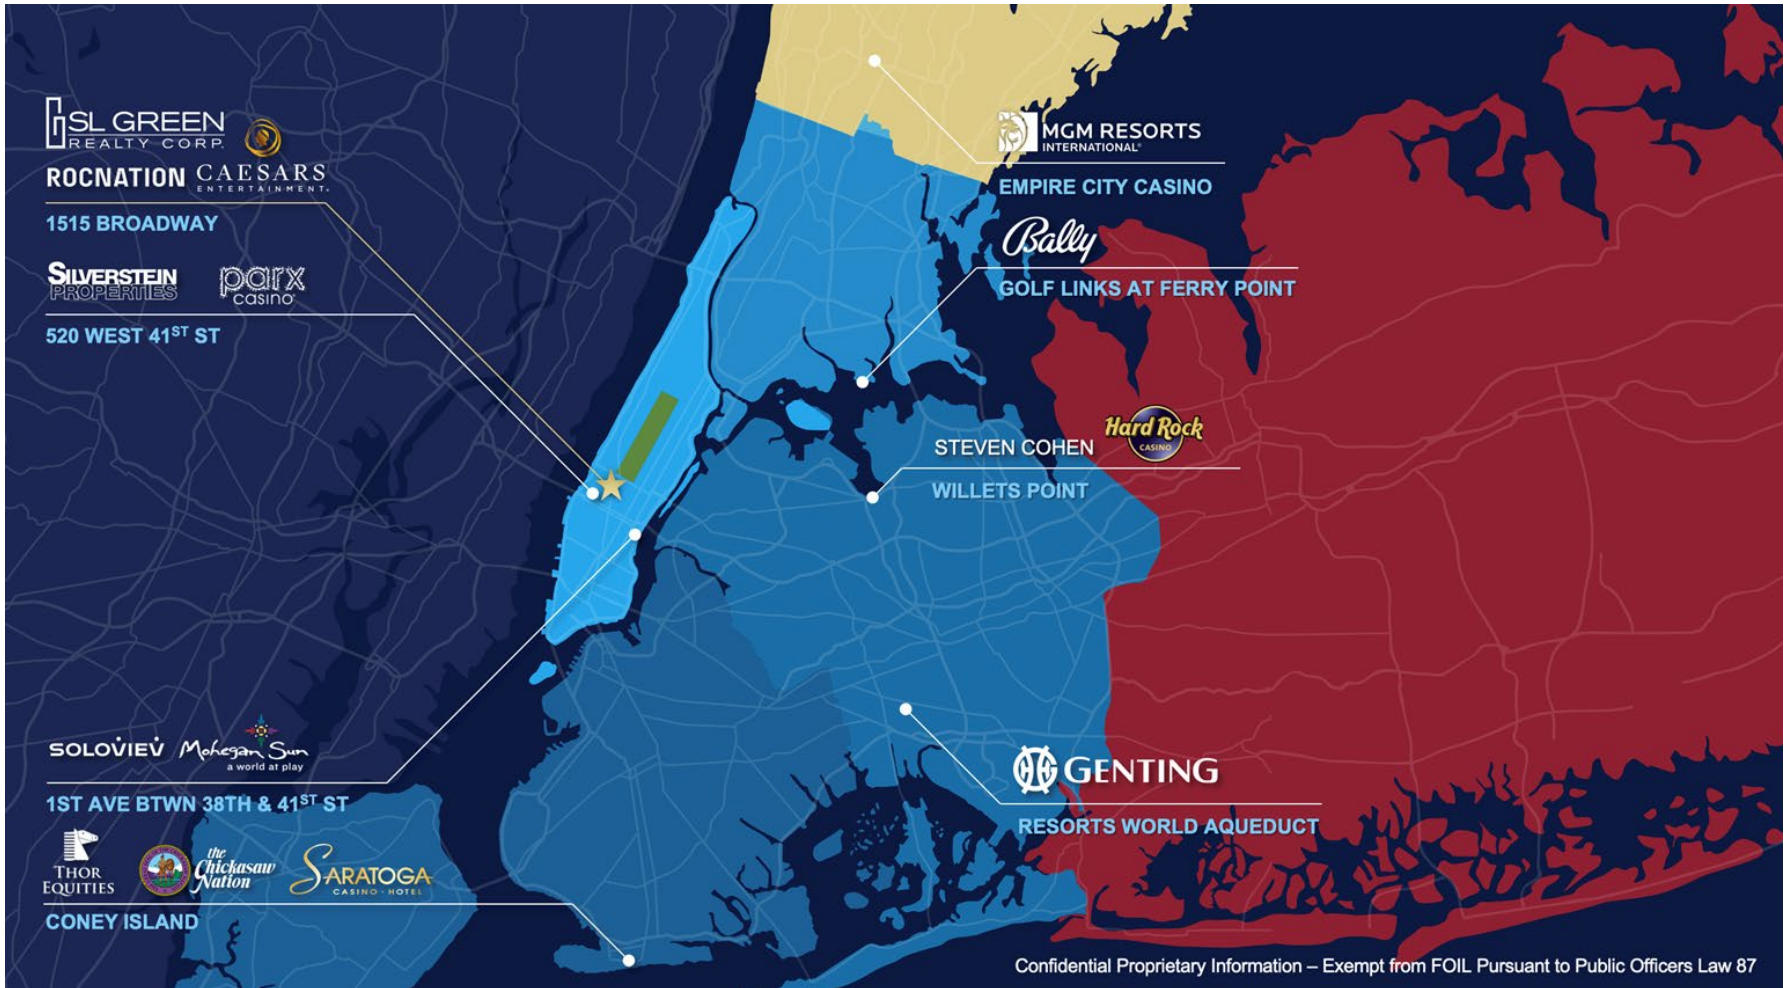 SL GREEN
REALTY CORP.
ROCNATION CAESARS
ENTERTAINMENT.
1515 BROADWAY
SILVERSTEIN
PROPERTIES
parx
casino
520 WEST 41ST ST
SOLOVIEV Mohegan Sun
a world at play
1ST AVE BTWN 38TH & 41ST ST
THOR
EQUITIES
the
Chickasaw
Nation
SARATOGA
CASINO · HOTEL
CONEY ISLAND
MGM RESORTS
INTERNATIONAL®
EMPIRE CITY CASINO
Bally
GOLF LINKS AT FERRY POINT
STEVEN COHEN
Hard Rock
CASINO
WILLETS POINT
GENTING
RESORTS WORLD AQUEDUCT
Confidential Proprietary Information – Exempt from FOIL Pursuant to Public Officers Law 87